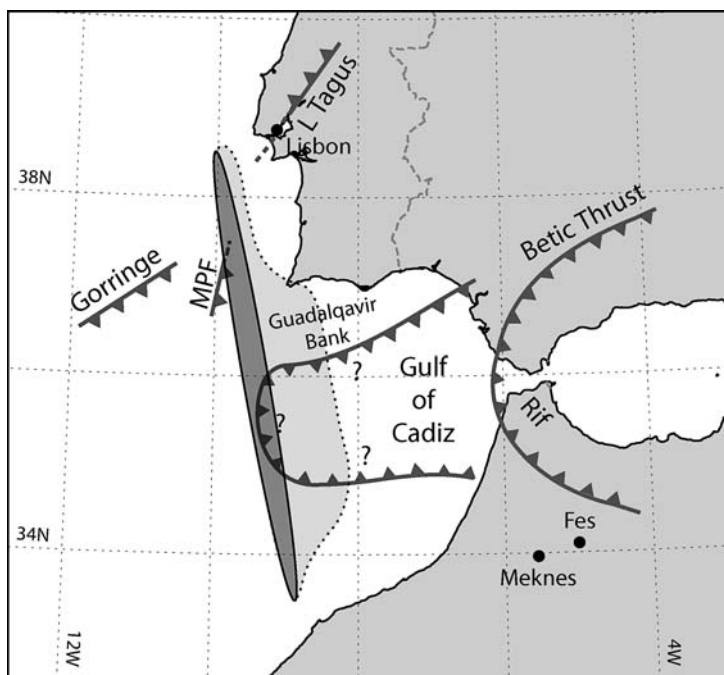 L Tagus
Lisbon
38N
Betic Thrust
Gorringe
MPF
Guadalqavir
Bank
?
Gulf
of
Cadiz
?
?
Rif
34N
Fes
Meknes
12W
4W